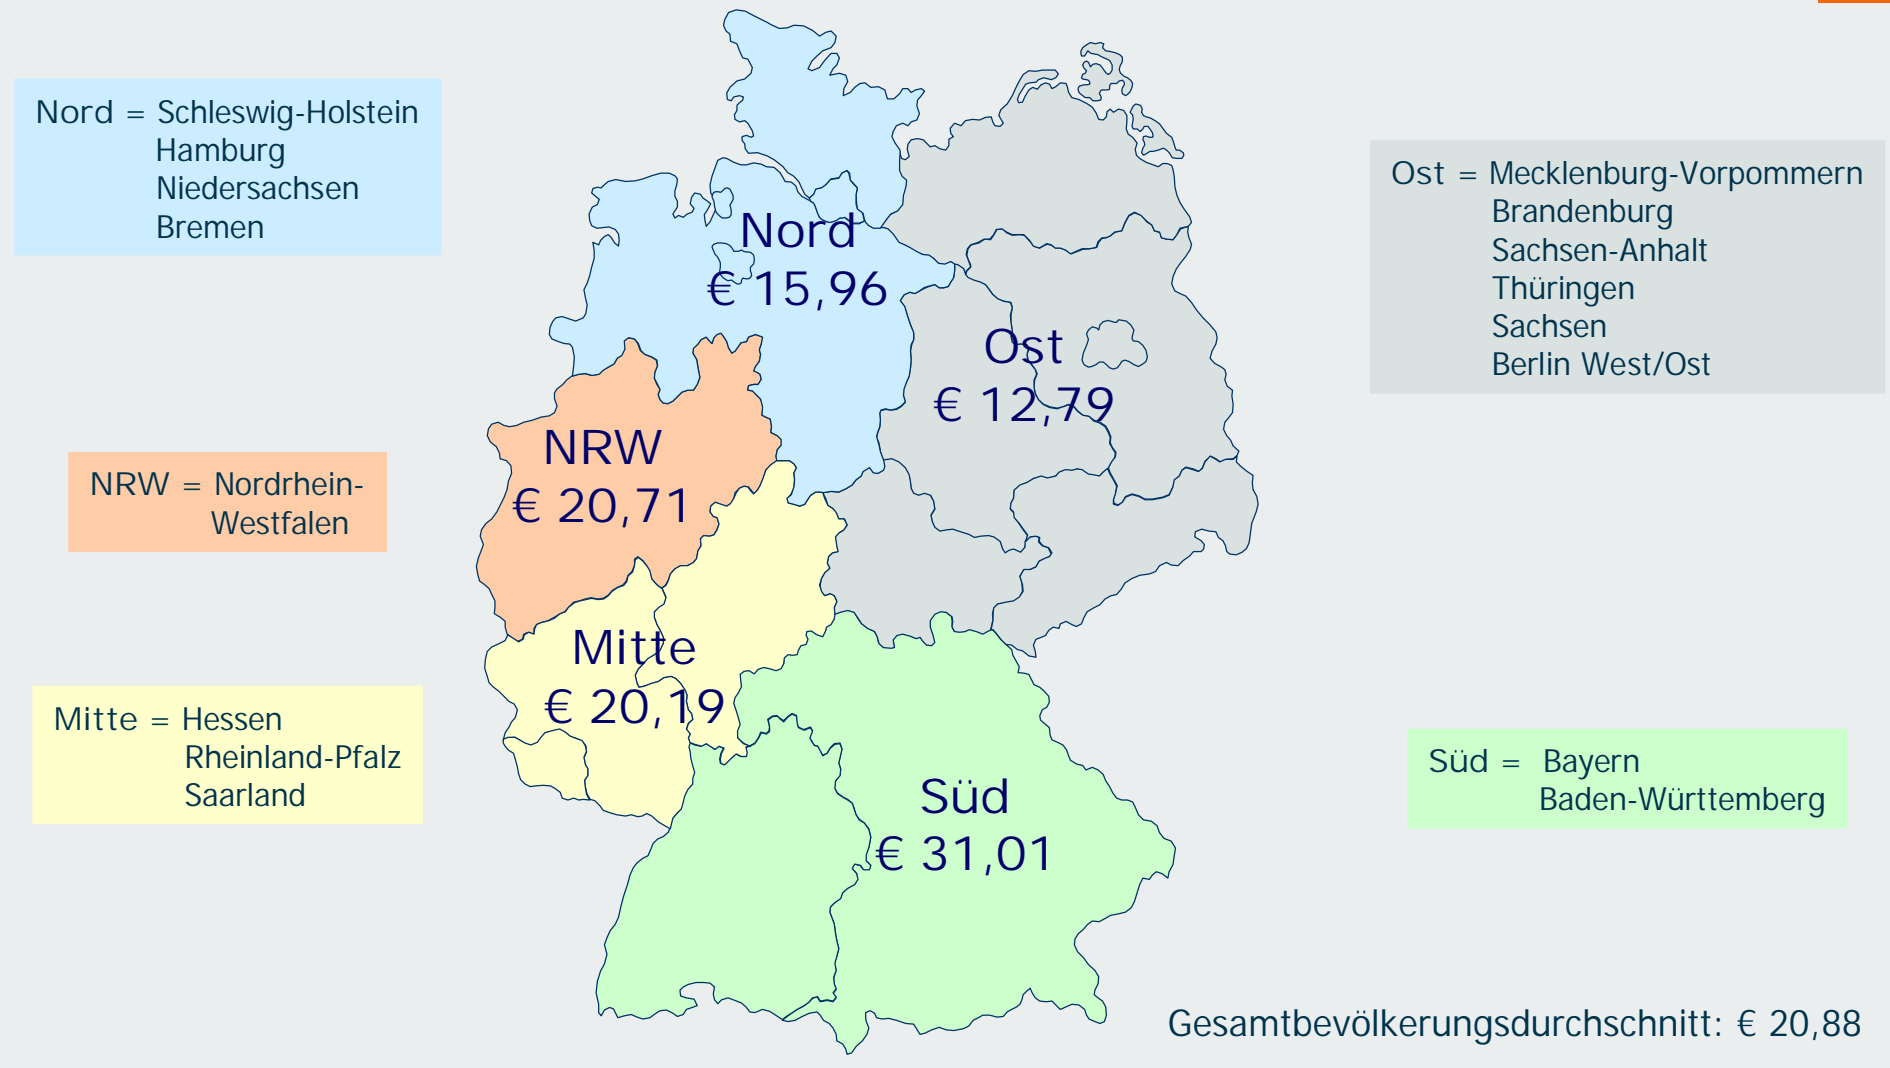 Nord = Schleswig-Holstein
Hamburg
Niedersachsen
Bremen
NRW = Nordrhein-
Westfalen
Mitte = Hessen
Rheinland-Pfalz
Saarland
Nord
€ 15,96
Ost
€ 12,79
NRW
€ 20,71
Mitte
€ 20,19
Süd
€ 31,01
Ost = Mecklenburg-Vorpommern
Brandenburg
Sachsen-Anhalt
Thüringen
Sachsen
Berlin West/Ost
Süd = Bayern
Baden-Württemberg
Gesamtbevölkerungsdurchschnitt: € 20,88